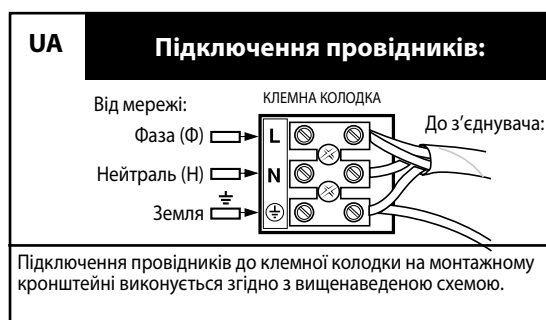 UA
Підключення провідників:
Від мережі:
КЛЕМНА КОЛОДКА
До з’єднувача:
Фаза (Ф)
L
Нейтраль (Н)
N
Земля
Підключення провідників до клемної колодки на монтажному
кронштейні виконується згідно з вищенаведеною схемою.